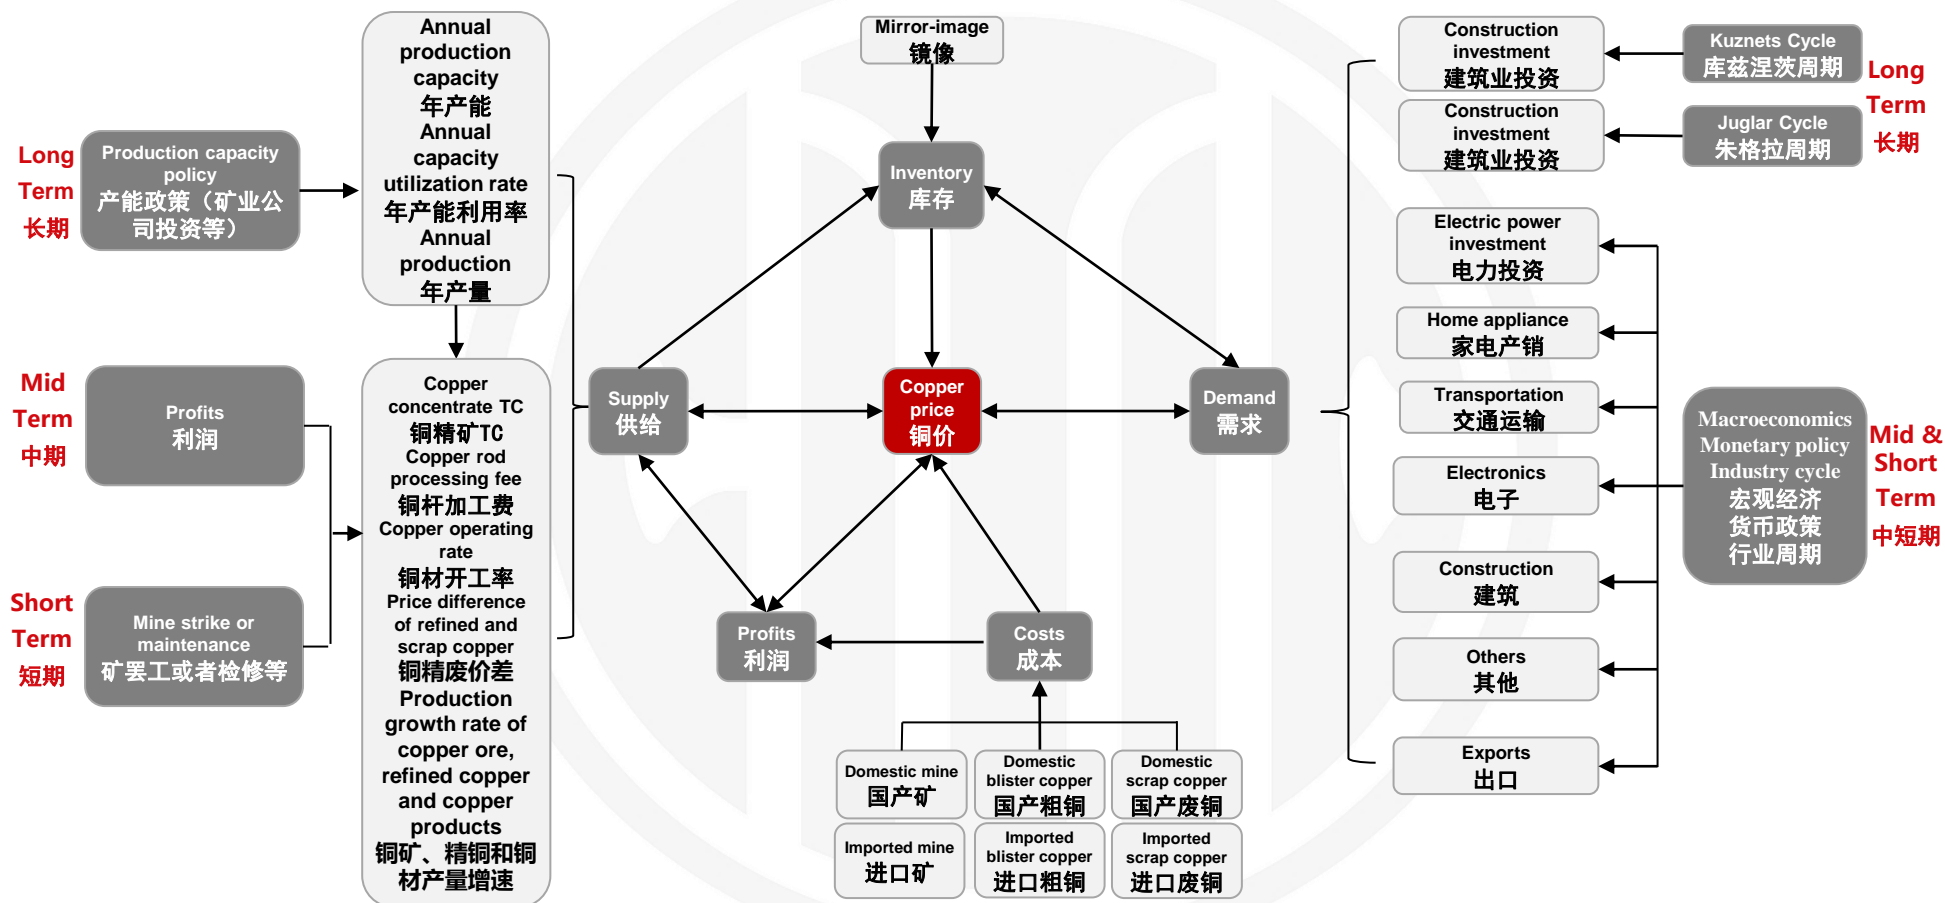 Long
Term
长期
Production capacity
policy
产能政策（矿业公
司投资等）
Mid
Term
中期
Profits
利润
Short
Term
短期
Mine strike or
maintenance
矿罢工或者检修等
Annual
production
capacity
年产能
Annual
capacity
utilization rate
年产能利用率
Annual
production
年产量
Copper
concentrate TC
铜精矿TC
Copper rod
processing fee
铜杆加工费
Copper operating
rate
铜材开工率
Price difference
of refined and
scrap copper
铜精废价差
Production
growth rate of
copper ore,
refined copper
and copper
products
铜矿、精铜和铜
材产量增速
Mirror-image
镜像
Inventory
库存
Supply
供给
Copper
price
铜价
Demand
需求
Profits
利润
Costs
成本
Domestic mine
国产矿
Domestic
blister copper
国产粗铜
Domestic
scrap copper
国产废铜
Imported mine
进口矿
Imported
blister copper
进口粗铜
Imported
scrap copper
进口废铜
Construction
investment
建筑业投资
Construction
investment
建筑业投资
Electric power
investment
电力投资
Home appliance
家电产销
Transportation
交通运输
Electronics
电子
Construction
建筑
Others
其他
Exports
出口
Kuznets Cycle
库兹涅茨周期
Juglar Cycle
朱格拉周期
Long
Term
长期
Macroeconomics
Monetary policy
Industry cycle
宏观经济
货币政策
行业周期
Mid &
Short
Term
中短期